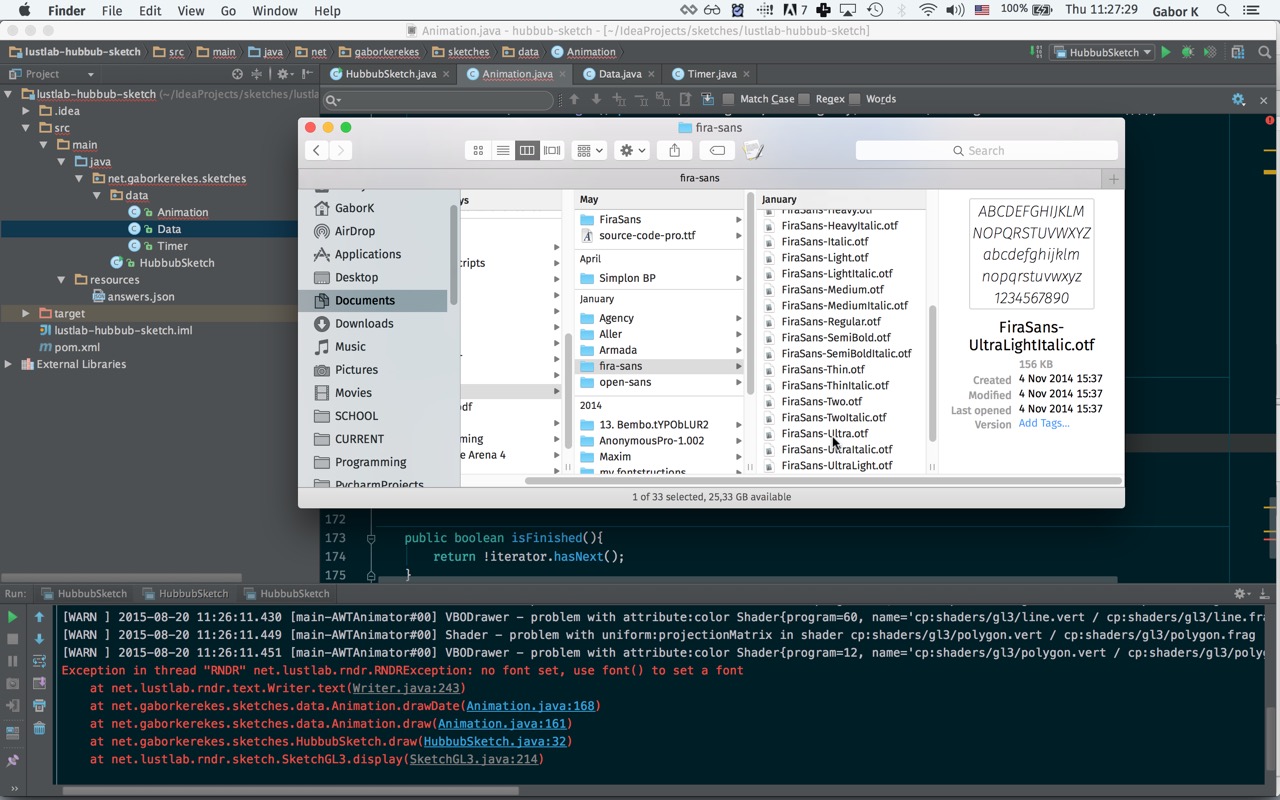 Finder File Edit View Go Window Help 7 100% Thu 11:27:29 Gabor K
Animation.java - hubbub-sketch - [~/IdeaProjects/sketches/lustlab-hubbub-sketch]
lustlab-hubbub-sketch src main java net gaborkerekes sketches data Animation HubbubSketch
Project HubbubSketch.java Animation.java Data.java Timer.java
Match Case Regex Words
lustlab-hubbub-sketch (~/IdeaProjects/sketches/lustla
.idea
src
main
java
net.gaborkerekes.sketches
data
Animation
Data
Timer
HubbubSketch
resources
answers.json
target
lustlab-hubbub-sketch.iml
pom.xml
External Libraries
fira-sans
Search
fira-sans
GaborK
AirDrop
Applications
Desktop
Documents
Downloads
Music
Pictures
Movies
SCHOOL
CURRENT
Programming
PycharmProjects
May
FiraSans
source-code-pro.ttf
April
Simplon BP
January
Agency
Aller
Armada
fira-sans
open-sans
2014
13. Bembo.tYPObLUR2
AnonymousPro-1.002
Maxim
my fontstructions
January
FiraSans-Heavy.otf
FiraSans-HeavyItalic.otf
FiraSans-Italic.otf
FiraSans-Light.otf
FiraSans-LightItalic.otf
FiraSans-Medium.otf
FiraSans-MediumItalic.otf
FiraSans-Regular.otf
FiraSans-SemiBold.otf
FiraSans-SemiBoldItalic.otf
FiraSans-Thin.otf
FiraSans-ThinItalic.otf
FiraSans-Two.otf
FiraSans-TwoItalic.otf
FiraSans-Ultra.otf
FiraSans-UltraItalic.otf
FiraSans-UltraLight.otf
ABCDEFGHIJKLM
NOPQRSTUVWXYZ
abcdefghijklm
nopqrstuvwxyz
1234567890
FiraSans-
UltraLightItalic.otf
156 KB
Created 4 Nov 2014 15:37
Modified 4 Nov 2014 15:37
Last opened 4 Nov 2014 15:37
Version Add Tags...
1 of 33 selected, 25,33 GB available
172
173 public boolean isFinished(){
174 return !iterator.hasNext();
175 }
Run: HubbubSketch HubbubSketch HubbubSketch
[WARN ] 2015-08-20 11:26:11.430 [main-AWTAnimator#00] VBODrawer - problem with attribute:color Shader{program=60, name='cp:shaders/gl3/line.vert / cp:shaders/gl3/line.fra
[WARN ] 2015-08-20 11:26:11.449 [main-AWTAnimator#00] Shader - problem with uniform:projectionMatrix in shader cp:shaders/gl3/polygon.vert / cp:shaders/gl3/polygon.frag
[WARN ] 2015-08-20 11:26:11.451 [main-AWTAnimator#00] VBODrawer - problem with attribute:color Shader{program=12, name='cp:shaders/gl3/polygon.vert / cp:shaders/gl3/polyg
Exception in thread "RNDR" net.lustlab.rndr.RNDRException: no font set, use font() to set a font
at net.lustlab.rndr.text.Writer.text(Writer.java:243)
at net.gaborkerekes.sketches.data.Animation.drawDate(Animation.java:168)
at net.gaborkerekes.sketches.data.Animation.draw(Animation.java:161)
at net.gaborkerekes.sketches.HubbubSketch.draw(HubbubSketch.java:32)
at net.lustlab.rndr.sketch.SketchGL3.display(SketchGL3.java:214)